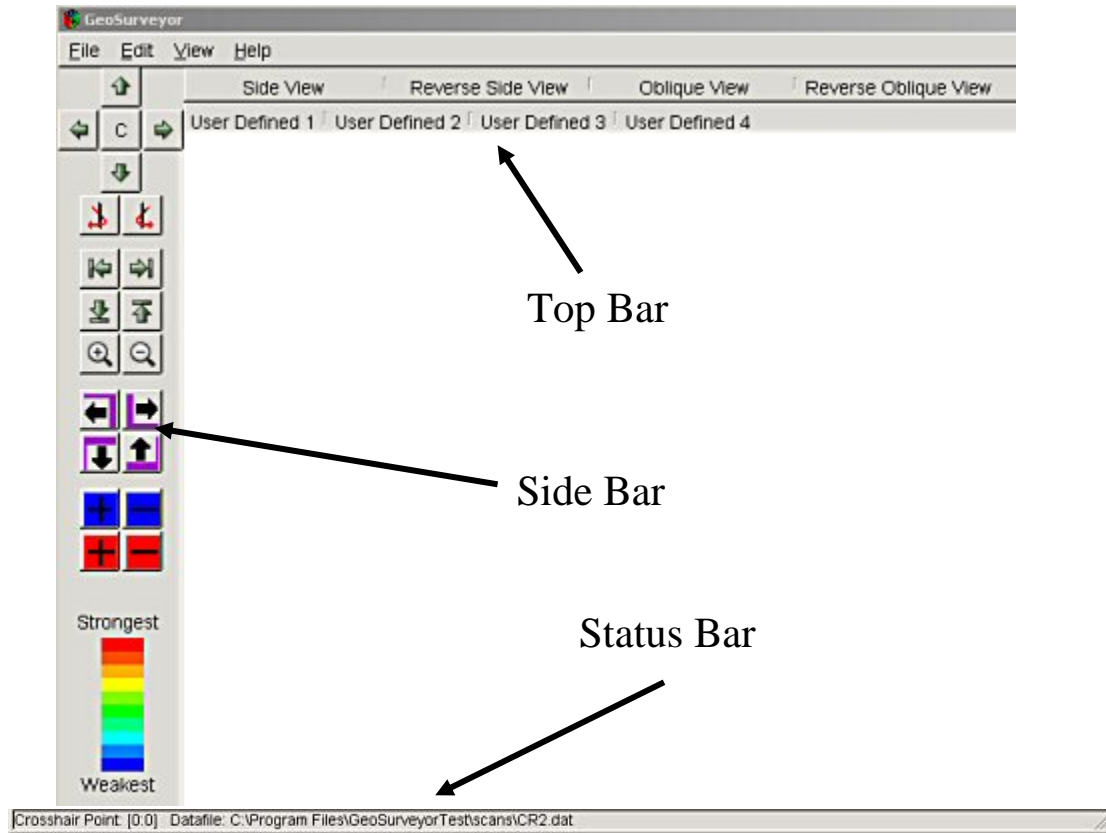 GeoSurveyor
File Edit View Help
Side View Reverse Side View Oblique View Reverse Oblique View
C User Defined 1 User Defined 2 User Defined 3 User Defined 4
Top Bar
Side Bar
Strongest
Status Bar
Weakest
Crosshair Point: [0:0] Datafile: C:\Program Files\GeoSurveyorTest\scans\CR2.dat